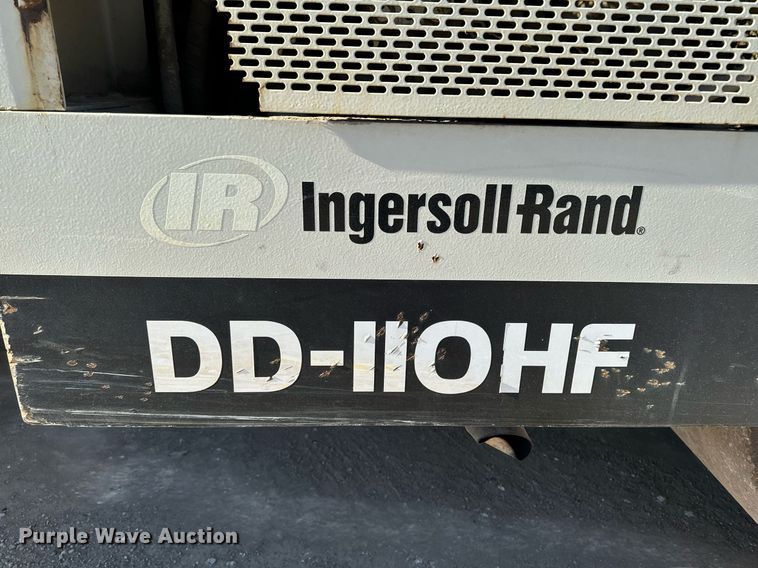 IR Ingersoll-Rand®
DD-110HF
Purple Wave Auction